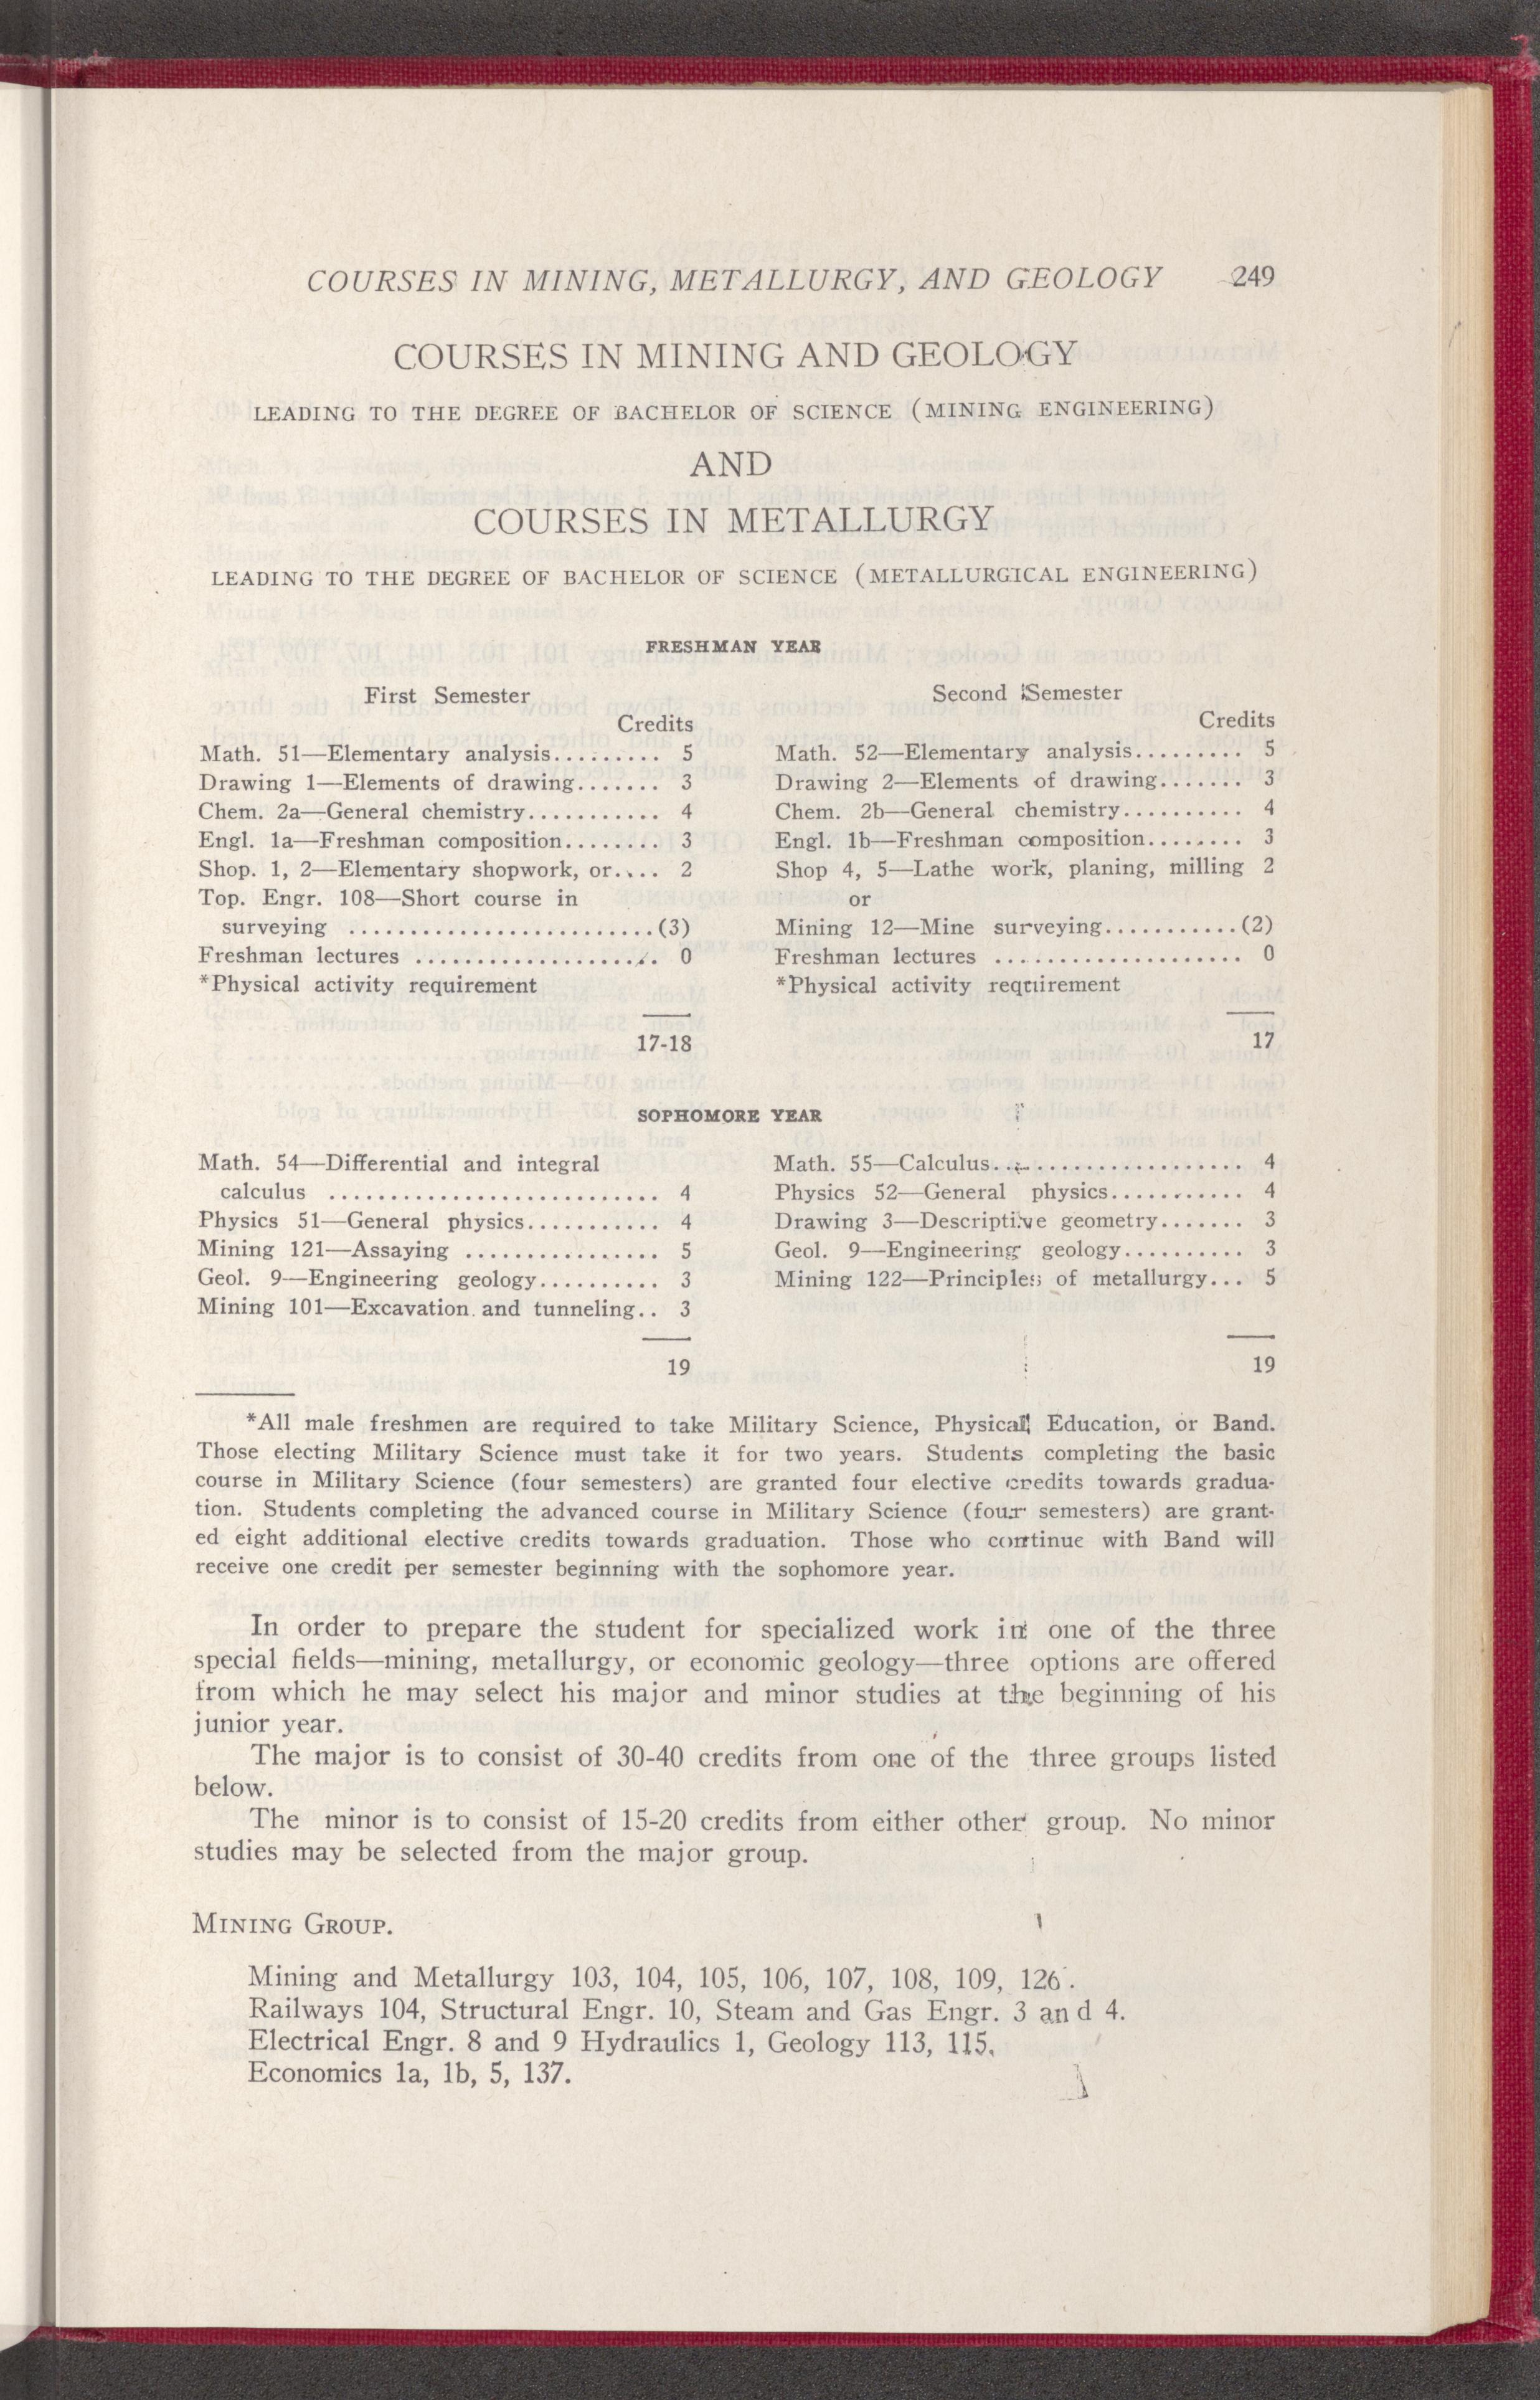 COURSES IN MINING, METALLURGY, AND GEOLOGY 249
COURSES IN MINING AND GEOLOGY
LEADING TO THE DEGREE OF BACHELOR OF SCIENCE (MINING ENGINEERING)
AND
COURSES IN METALLURGY
LEADING TO THE DEGREE OF BACHELOR OF SCIENCE (METALLURGICAL ENGINEERING)
FRESHMAN YEAR
First Semester
Credits
Math. 51—Elementary analysis......... 5
Drawing 1—Elements of drawing....... 3
Chem. 2a—General chemistry........... 4
Engl. 1a—Freshman composition........ 3
Shop. 1, 2—Elementary shopwork, or.... 2
Top. Engr. 108—Short course in
surveying .........................(3)
Freshman lectures .................... 0
*Physical activity requirement
17-18
Second Semester
Credits
Math. 52—Elementary analysis......... 5
Drawing 2—Elements of drawing....... 3
Chem. 2b—General chemistry.......... 4
Engl. 1b—Freshman composition........ 3
Shop 4, 5—Lathe work, planing, milling 2
or
Mining 12—Mine surveying...........(2)
Freshman lectures .................... 0
*Physical activity requirement
17
SOPHOMORE YEAR
Math. 54—Differential and integral
calculus ........................... 4
Physics 51—General physics........... 4
Mining 121—Assaying ................ 5
Geol. 9—Engineering geology.......... 3
Mining 101—Excavation and tunneling.. 3
19
Math. 55—Calculus.................... 4
Physics 52—General physics........... 4
Drawing 3—Descriptive geometry....... 3
Geol. 9—Engineering geology.......... 3
Mining 122—Principles of metallurgy... 5
19
*All male freshmen are required to take Military Science, Physical Education, or Band.
Those electing Military Science must take it for two years. Students completing the basic
course in Military Science (four semesters) are granted four elective credits towards gradua-
tion. Students completing the advanced course in Military Science (four semesters) are grant-
ed eight additional elective credits towards graduation. Those who continue with Band will
receive one credit per semester beginning with the sophomore year.
In order to prepare the student for specialized work in one of the three
special fields—mining, metallurgy, or economic geology—three options are offered
from which he may select his major and minor studies at the beginning of his
junior year.
The major is to consist of 30-40 credits from one of the three groups listed
below.
The minor is to consist of 15-20 credits from either other group. No minor
studies may be selected from the major group.
MINING GROUP.
Mining and Metallurgy 103, 104, 105, 106, 107, 108, 109, 126.
Railways 104, Structural Engr. 10, Steam and Gas Engr. 3 and 4.
Electrical Engr. 8 and 9 Hydraulics 1, Geology 113, 115,
Economics 1a, 1b, 5, 137.